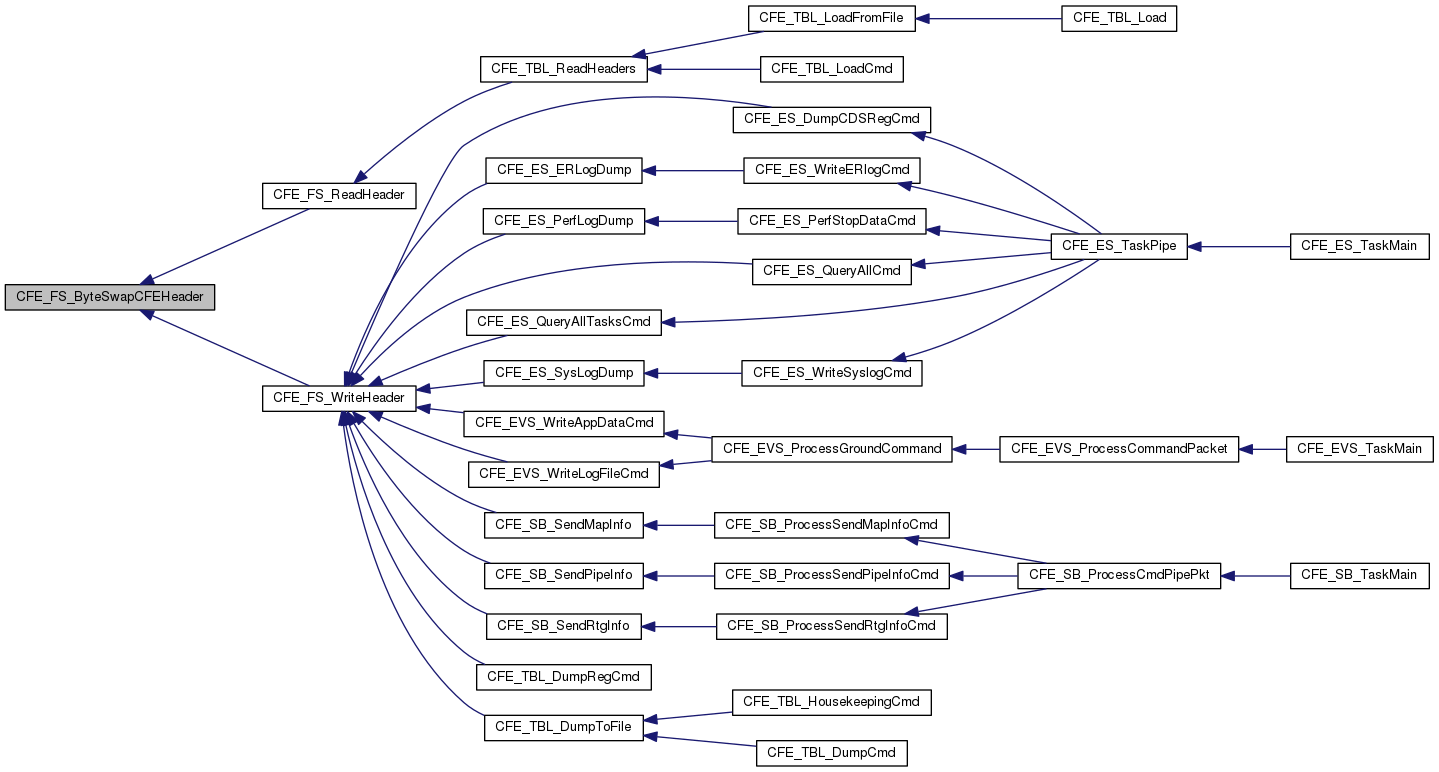 CFE_TBL_LoadFromFile
CFE_TBL_Load
CFE_TBL_ReadHeaders
CFE_TBL_LoadCmd
CFE_ES_DumpCDSRegCmd
CFE_ES_ERLogDump
CFE_ES_WriteERlogCmd
CFE_FS_ReadHeader
CFE_ES_PerfLogDump
CFE_ES_PerfStopDataCmd
CFE_ES_TaskPipe
CFE_ES_TaskMain
CFE_ES_QueryAllCmd
CFE_FS_ByteSwapCFEHeader
CFE_ES_QueryAllTasksCmd
CFE_ES_SysLogDump
CFE_ES_WriteSyslogCmd
CFE_FS_WriteHeader
CFE_EVS_WriteAppDataCmd
CFE_EVS_ProcessGroundCommand
CFE_EVS_ProcessCommandPacket
CFE_EVS_TaskMain
CFE_EVS_WriteLogFileCmd
CFE_SB_SendMapInfo
CFE_SB_ProcessSendMapInfoCmd
CFE_SB_SendPipeInfo
CFE_SB_ProcessSendPipeInfoCmd
CFE_SB_ProcessCmdPipePkt
CFE_SB_TaskMain
CFE_SB_SendRtgInfo
CFE_SB_ProcessSendRtgInfoCmd
CFE_TBL_DumpRegCmd
CFE_TBL_HousekeepingCmd
CFE_TBL_DumpToFile
CFE_TBL_DumpCmd